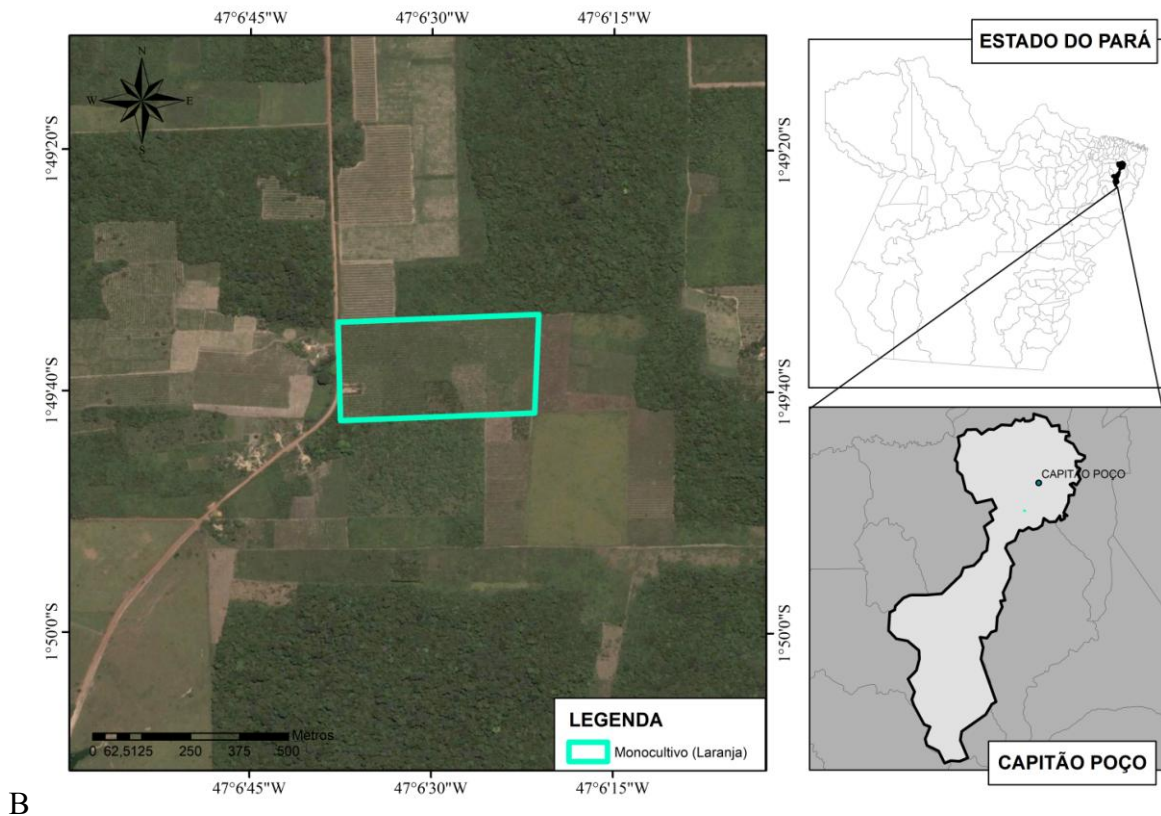 47°6'45"W 47°6'30"W 47°6'15"W
ESTADO DO PARÁ
N
W E
S
1°49'20"S 1°49'20"S
1°49'40"S 1°49'40"S
CAPITÃO POÇO
1°50'0"S 1°50'0"S
LEGENDA
Monocultivo (Laranja)
Metros
0 62,5125 250 375 500
CAPITÃO POÇO
47°6'45"W 47°6'30"W 47°6'15"W
B